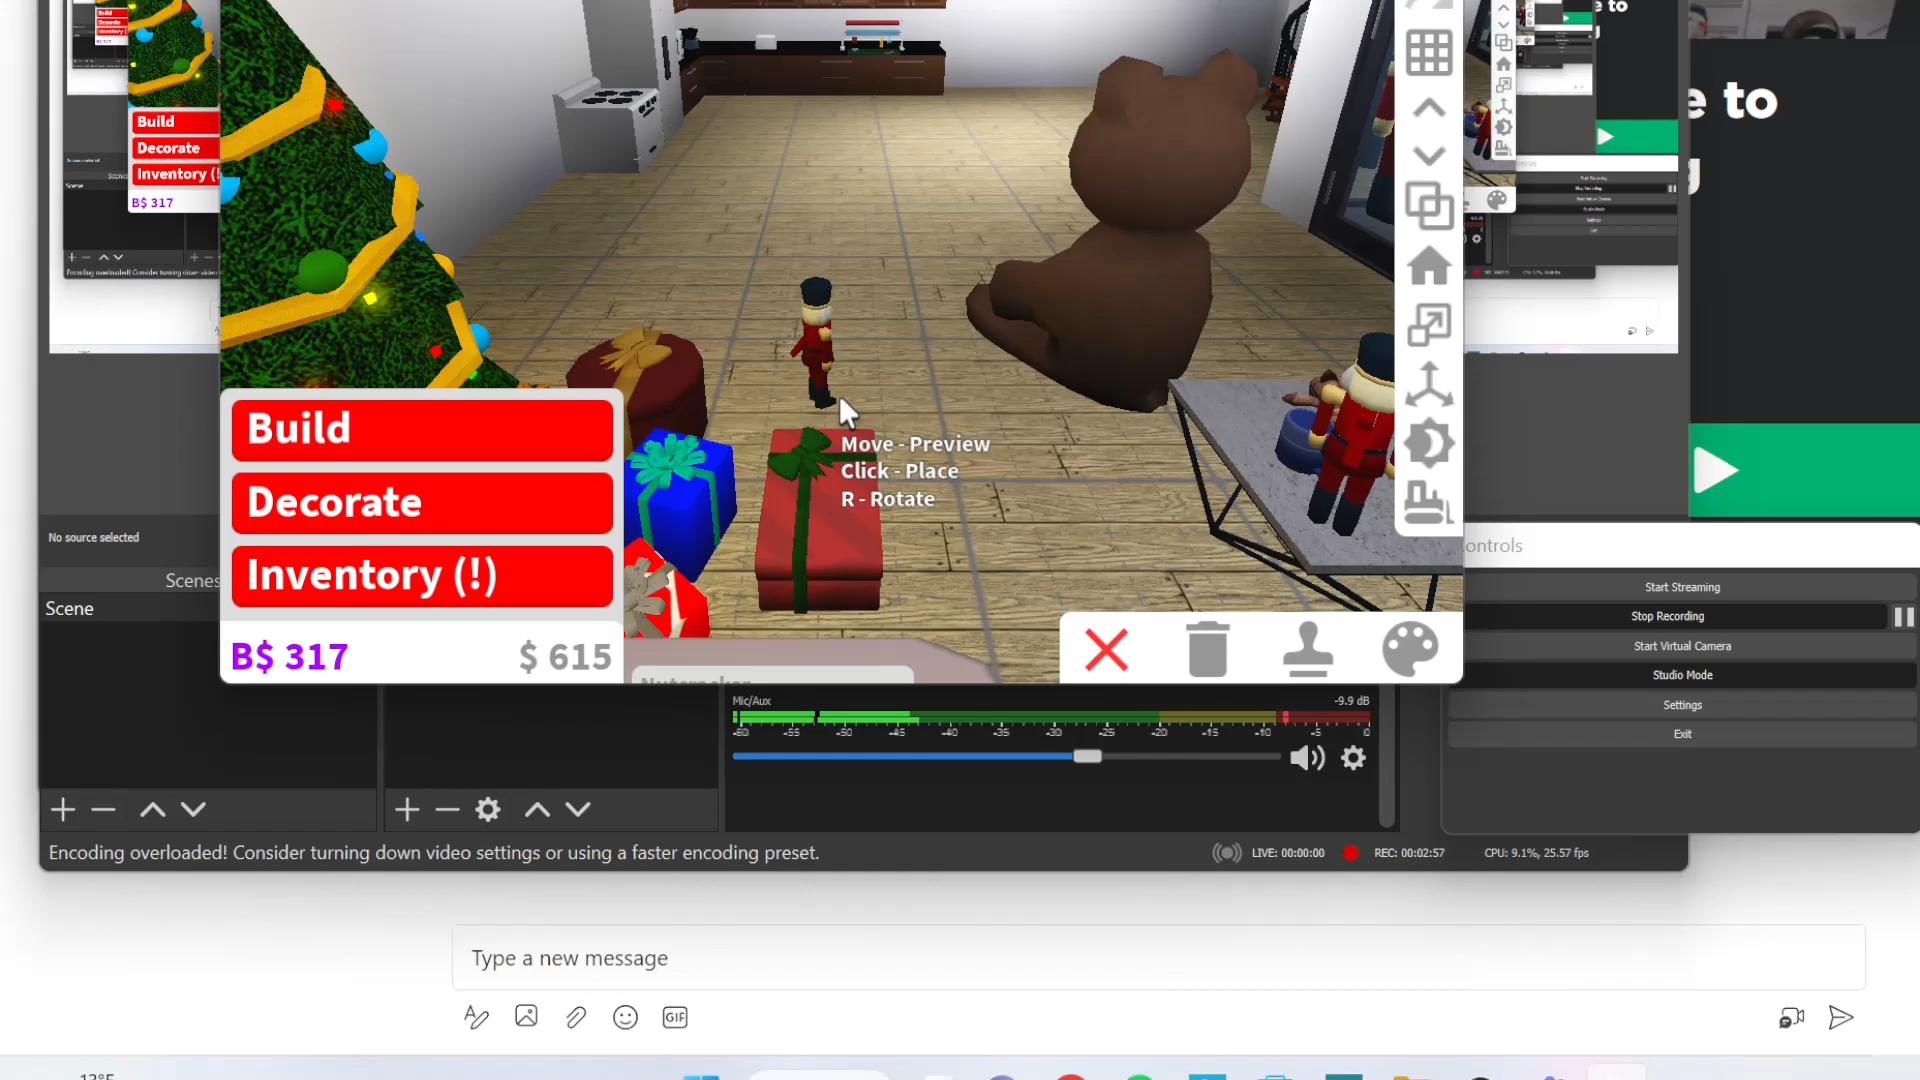 Build
Decorate
Inventory (!
B$ 317
Build
Decorate
Inventory (!)
B$ 317
$ 615
Move - Preview
Click - Place
R - Rotate
Nutcracker
e to
e to
g
No source selected
Scenes
Scene
ontrols
Start Streaming
Stop Recording
Start Virtual Camera
Studio Mode
Settings
Exit
Mic/Aux
-9.9 dB
-60 -55 -50 -45 -40 -35 -30 -25 -20 -15 -10 -5 0
Encoding overloaded! Consider turning down video settings or using a faster encoding preset.
LIVE: 00:00:00
REC: 00:02:57
CPU: 9.1%, 25.57 fps
Type a new message
GIF
13°F